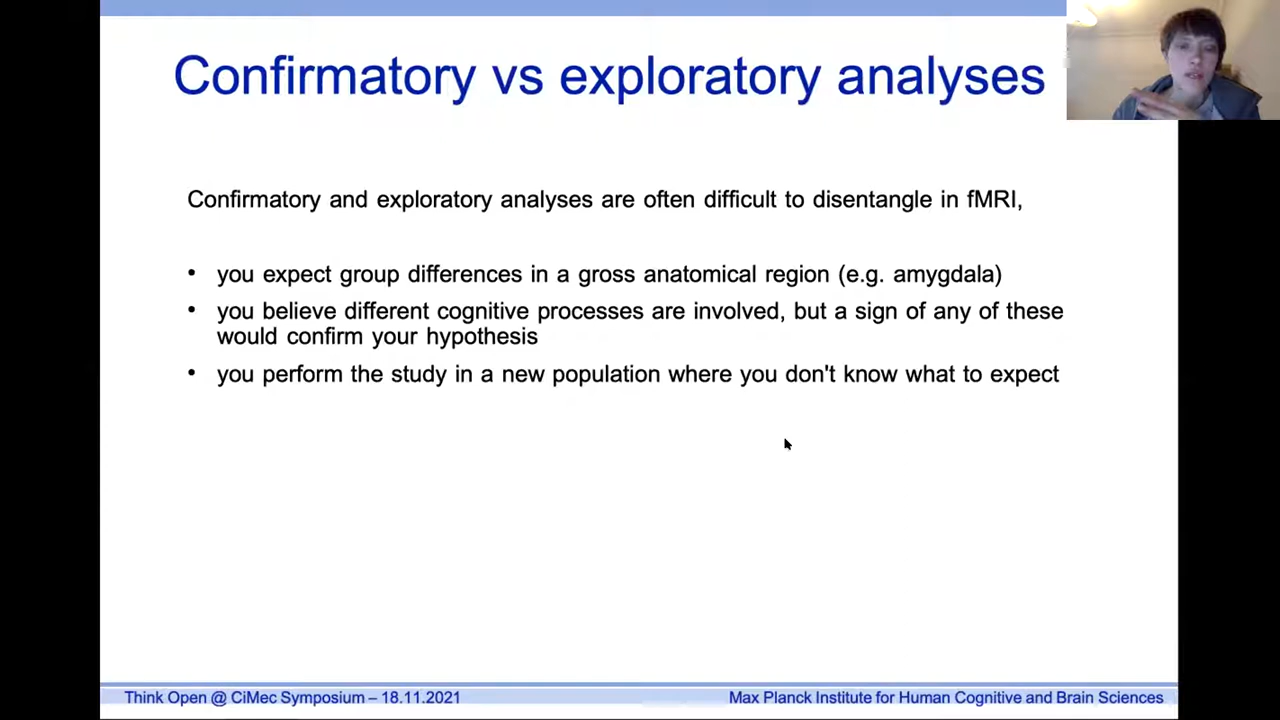 Confirmatory vs exploratory analyses
Confirmatory and exploratory analyses are often difficult to disentangle in fMRI,
• you expect group differences in a gross anatomical region (e.g. amygdala)
• you believe different cognitive processes are involved, but a sign of any of these
would confirm your hypothesis
• you perform the study in a new population where you don't know what to expect
Think Open @ CiMec Symposium – 18.11.2021
Max Planck Institute for Human Cognitive and Brain Sciences